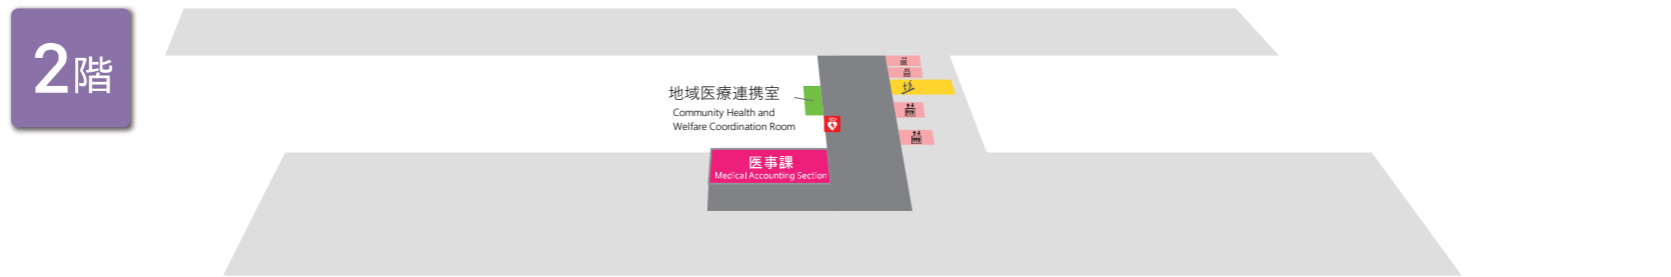 2階
地域医療連携室
Community Health and
Welfare Coordination Room
医事課
Medical Accounting Section